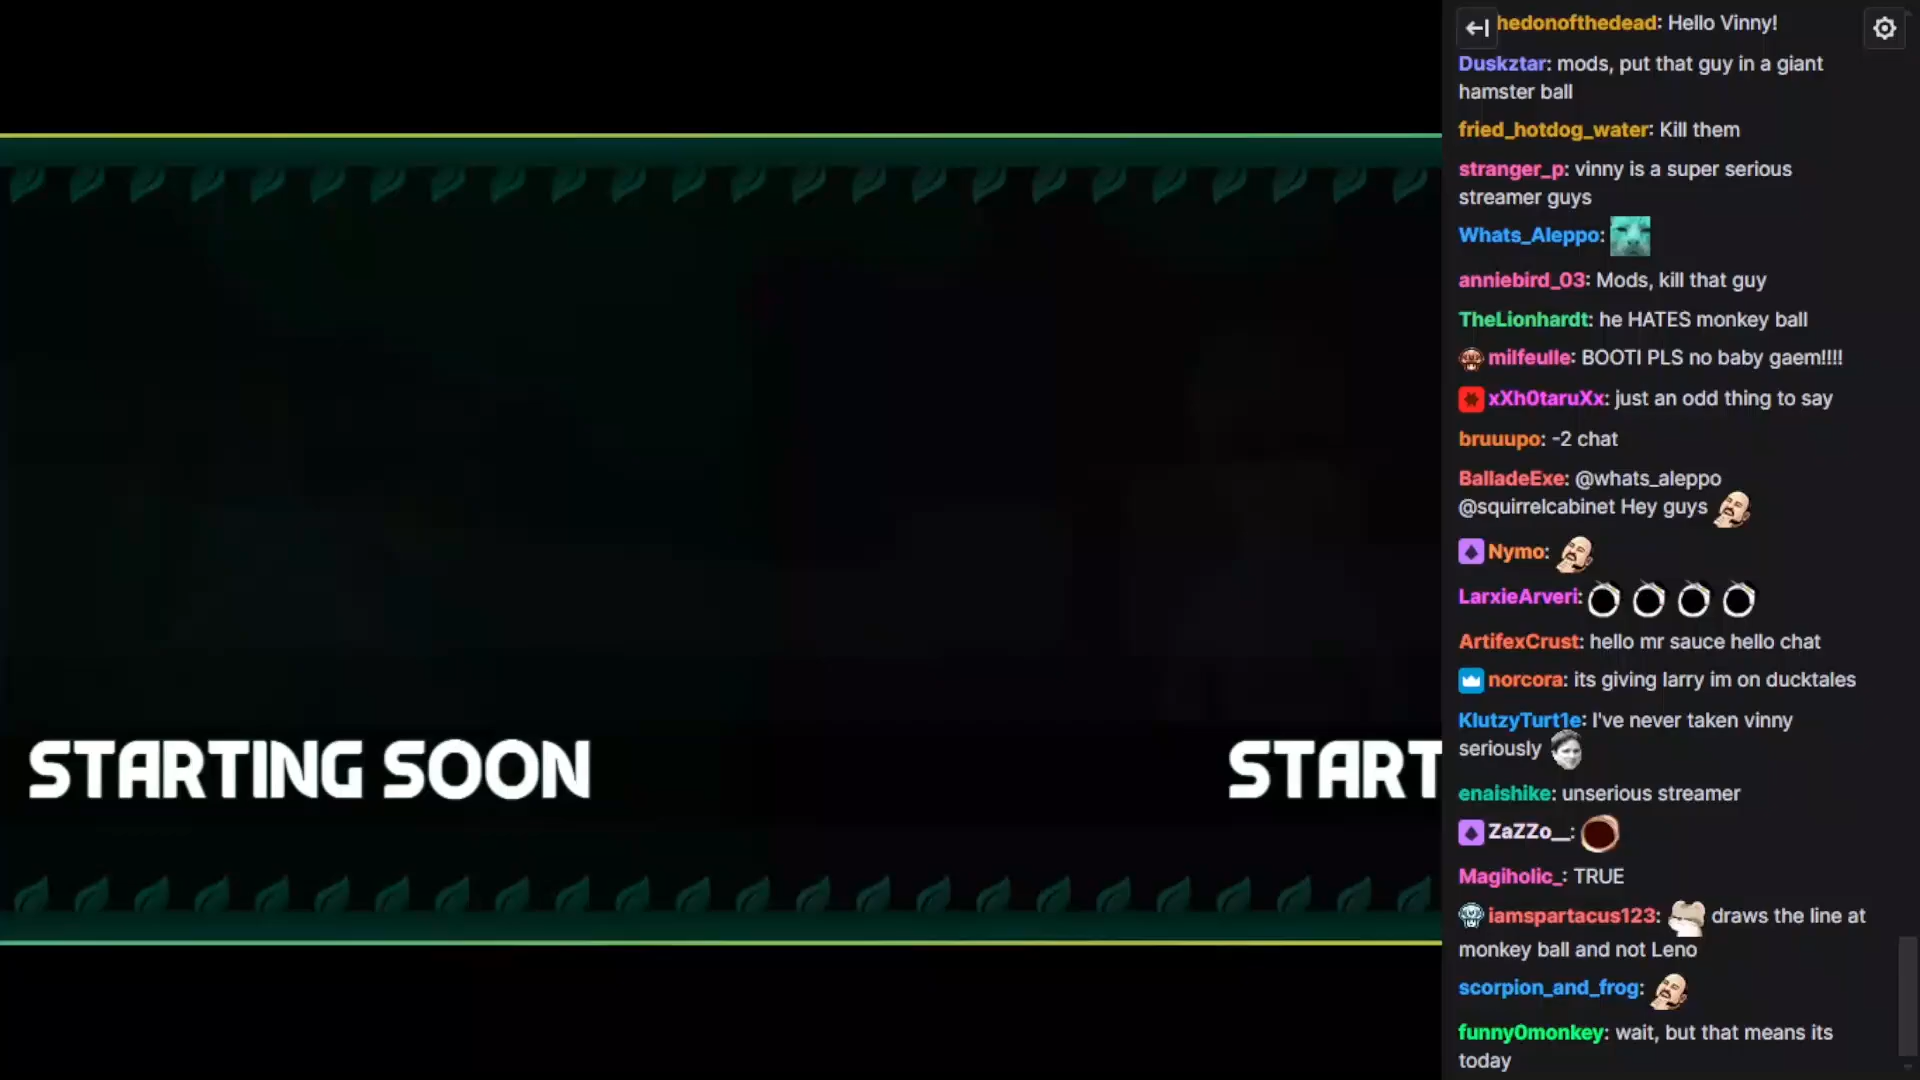 hedonofthedead: Hello Vinny!
Duskztar: mods, put that guy in a giant
hamster ball
fried_hotdog_water: Kill them
stranger_p: vinny is a super serious
streamer guys
Whats_Aleppo:
anniebird_03: Mods, kill that guy
TheLionhardt: he HATES monkey ball
milfeulle: BOOTI PLS no baby gaem!!!!
xXh0taruXx: just an odd thing to say
bruuupo: -2 chat
BalladeExe: @whats_aleppo
@squirrelcabinet Hey guys
Nymo:
LarxieArveri:
ArtifexCrust: hello mr sauce hello chat
norcora: its giving larry im on ducktales
KlutzyTurt1e: I've never taken vinny
seriously
enaishike: unserious streamer
ZaZZo__:
Magiholic_: TRUE
iamspartacus123: draws the line at
monkey ball and not Leno
scorpion_and_frog:
funny0monkey: wait, but that means its
today
STARTING SOON
START